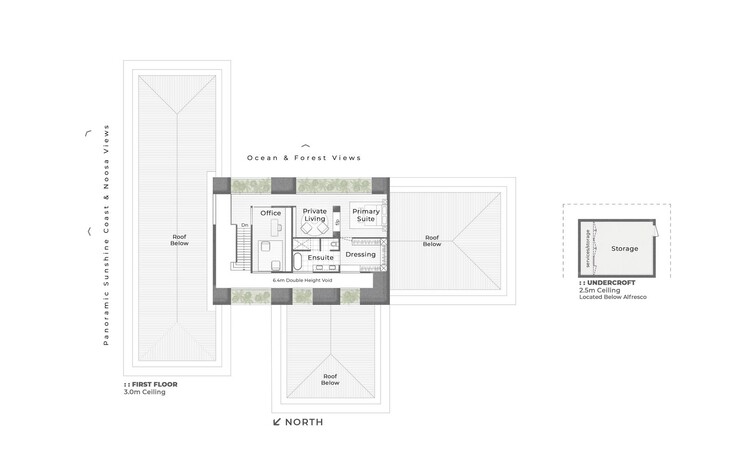 Panoramic Sunshine Coast & Noosa Views
Ocean & Forest Views
Roof
Below
Dn
Office
Private
Living
Primary
Suite
Ensuite
Dressing
6.4m Double Height Void
Roof
Below
Roof
Below
:: FIRST FLOOR
3.0m Ceiling
NORTH
services/storage
Storage
:: UNDERCROFT
2.5m Ceiling
Located Below Alfresco